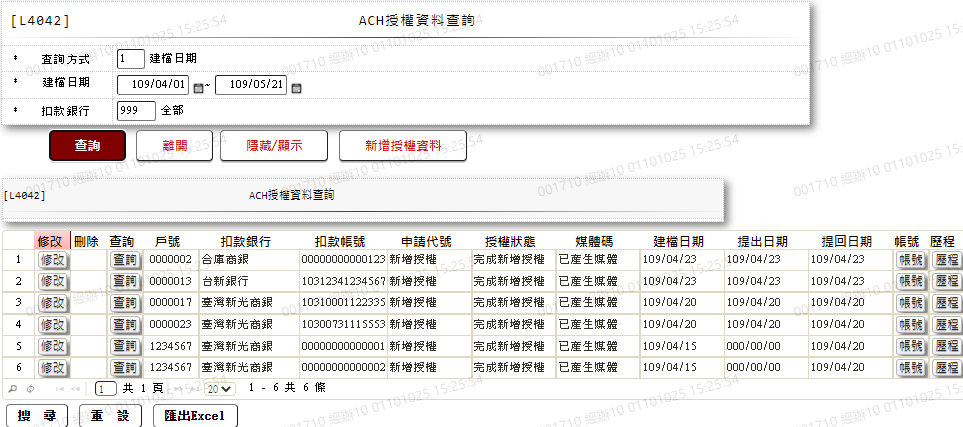 [L4042] ACH授權資料查詢
* 查詢方式 1 建檔日期
* 建檔日期 109/04/01 ~ 109/05/21
* 扣款銀行 999 全部
查詢 離開 隱藏/顯示 新增授權資料
[L4042] ACH授權資料查詢
修改 刪除 查詢 戶號 扣款銀行 扣款帳號 申請代號 授權狀態 媒體碼 建檔日期 提出日期 提回日期 帳號 歷程
1 修改 查詢 0000002 合庫商銀 00000000000123 新增授權 完成新增授權 已產生媒體 109/04/23 109/04/23 109/04/23 帳號 歷程
2 修改 查詢 0000013 台新銀行 10312341234567 新增授權 完成新增授權 已產生媒體 109/04/23 109/04/23 109/04/23 帳號 歷程
3 修改 查詢 0000017 臺灣新光商銀 10310001122335 新增授權 完成新增授權 已產生媒體 109/04/20 109/04/20 109/04/20 帳號 歷程
4 修改 查詢 0000023 臺灣新光商銀 10300731115553 新增授權 完成新增授權 已產生媒體 109/04/20 109/04/20 109/04/20 帳號 歷程
5 修改 查詢 1234567 臺灣新光商銀 00000000000001 新增授權 完成新增授權 已產生媒體 109/04/15 000/00/00 109/04/20 帳號 歷程
6 修改 查詢 1234567 臺灣新光商銀 00000000000002 新增授權 完成新增授權 已產生媒體 109/04/15 000/00/00 109/04/20 帳號 歷程
1 共 1 頁 20 1 - 6 共 6 條
搜 尋 重 設 匯出Excel
001710 經辦10 01101025 15:25:54